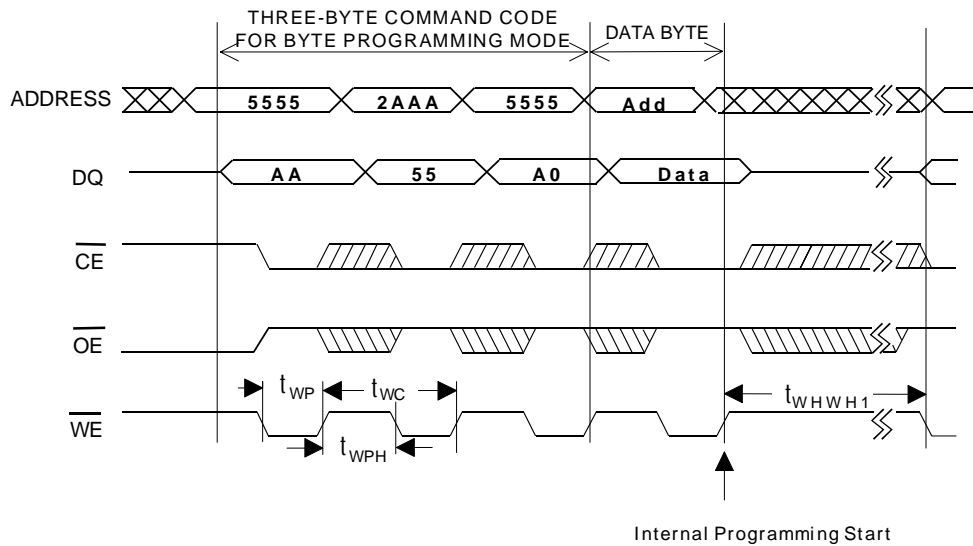 THREE-BYTE COMMAND CODE
FOR BYTE PROGRAMMING MODE
DATA BYTE
ADDRESS
5555
2AAA
5555
Add
DQ
AA
55
A0
Data
CE
OE
WE
tWP
tWC
tWPH
tWHWH1
Internal Programming Start